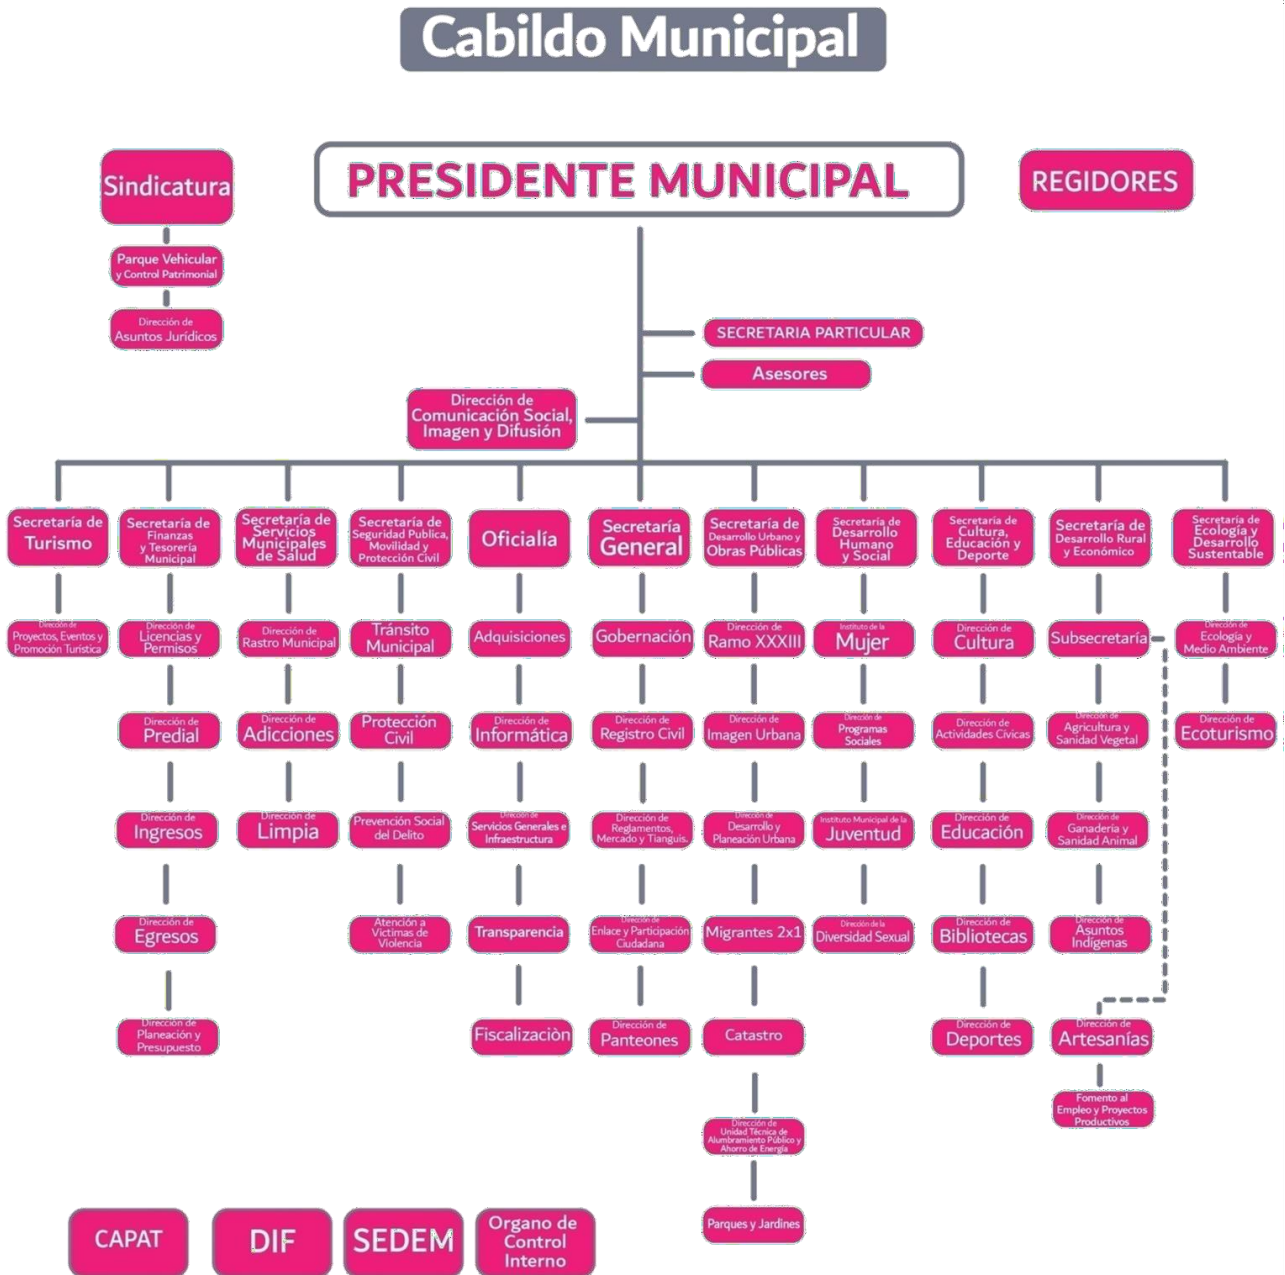 Cabildo Municipal
Sindicatura
PRESIDENTE MUNICIPAL
REGIDORES
Parque Vehicular
y Control Patrimonial
Dirección de
Asuntos Jurídicos
SECRETARIA PARTICULAR
Asesores
Dirección de
Comunicación Social,
Imagen y Difusión
Secretaría de
Turismo
Secretaría de
Finanzas
y Tesorería
Municipal
Secretaría de
Servicios
Municipales
de Salud
Secretaría de
Seguridad Publica,
Movilidad y
Protección Civil
Oficialía
Secretaría
General
Secretaría de
Desarrollo Urbano y
Obras Públicas
Secretaría de
Desarrollo
Humano
y Social
Secretaría de
Cultura,
Educación y
Deporte
Secretaría de
Desarrollo Rural
y Económico
Secretaría de
Ecología y
Desarrollo
Sustentable
Dirección de
Proyectos, Eventos y
Promoción Turística
Dirección de
Licencias y
Permisos
Dirección de
Rastro Municipal
Tránsito
Municipal
Adquisiciones
Gobernación
Dirección de
Ramo XXXIII
Instituto de la
Mujer
Dirección de
Cultura
Subsecretaría
Dirección de
Ecología y
Medio Ambiente
Dirección de
Predial
Dirección de
Adicciones
Protección
Civil
Dirección de
Informática
Dirección de
Registro Civil
Dirección de
Imagen Urbana
Dirección de
Programas
Sociales
Dirección de
Actividades Cívicas
Dirección de
Agricultura y
Sanidad Vegetal
Dirección de
Ecoturismo
Dirección de
Ingresos
Dirección de
Limpia
Prevención Social
del Delito
Dirección de
Servicios Generales e
Infraestructura
Dirección de
Reglamentos,
Mercado y Tianguis.
Dirección de
Desarrollo y
Planeación Urbana
Instituto Municipal de la
Juventud
Dirección de
Educación
Dirección de
Ganadería y
Sanidad Animal
Dirección de
Egresos
Atención a
Víctimas de
Violencia
Transparencia
Dirección de
Enlace y Participación
Ciudadana
Migrantes 2x1
Dirección de la
Diversidad Sexual
Dirección de
Bibliotecas
Dirección de
Asuntos
Indígenas
Dirección de
Planeación y
Presupuesto
Fiscalizaciòn
Dirección de
Panteones
Catastro
Dirección de
Deportes
Dirección de
Artesanías
Fomento al
Empleo y Proyectos
Productivos
Dirección de
Unidad Técnica de
Alumbramiento Público y
Ahorro de Energía
Parques y Jardines
CAPAT
DIF
SEDEM
Organo de
Control
Interno